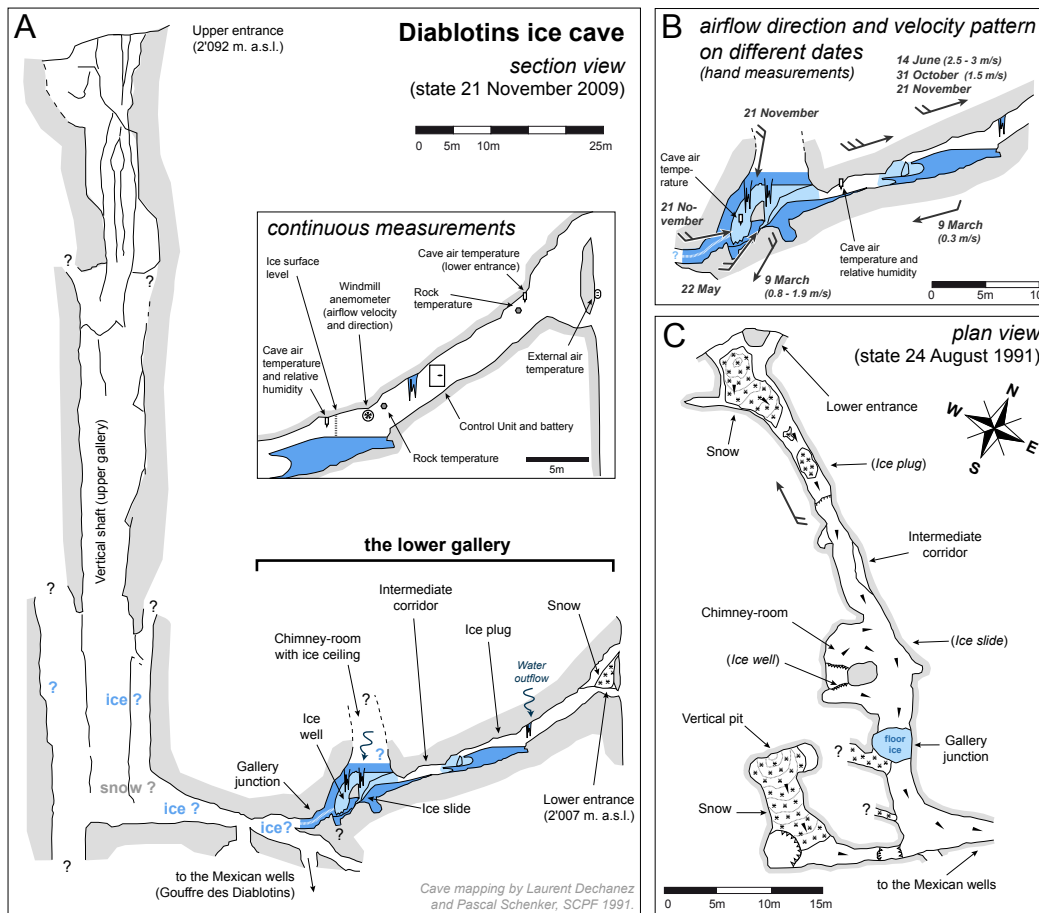 A
Upper entrance
(2'092 m. a.s.l.)
Diablotins ice cave
section view
(state 21 November 2009)
0 5m 10m 25m
?
?
Vertical shaft (upper gallery)
continuous measurements
Ice surface
level
Windmill
anemometer
(airflow velocity
and direction)
Cave air temperature
(lower entrance)
Rock
temperature
Cave air
temperature
and relative
humidity
External air
temperature
Control Unit and battery
Rock temperature
5m
the lower gallery
?
?
Intermediate
corridor
Snow
Chimney-room
with ice ceiling
Ice plug
Water
outflow
?
ice ?
?
Ice
well
?
Gallery
junction
snow ?
ice ?
ice?
Ice slide
?
Lower entrance
(2'007 m. a.s.l.)
?
?
to the Mexican wells
(Gouffre des Diablotins)
Cave mapping by Laurent Dechanez
and Pascal Schenker, SCPF 1991.
B
airflow direction and velocity pattern
on different dates
(hand measurements)
14 June (2.5 - 3 m/s)
31 October (1.5 m/s)
21 November
21 November
Cave air
tempe-
rature
21 No-
vember
?
22 May
9 March
(0.8 - 1.9 m/s)
9 March
(0.3 m/s)
Cave air
temperature and
relative humidity
0 5m 10
C
plan view
(state 24 August 1991)
Lower entrance
N
W
E
S
Snow
(Ice plug)
Intermediate
corridor
Chimney-room
(Ice slide)
(Ice well)
Vertical pit
floor
ice
Gallery
junction
?
Snow
?
to the Mexican wells
0 5m 10m 15m